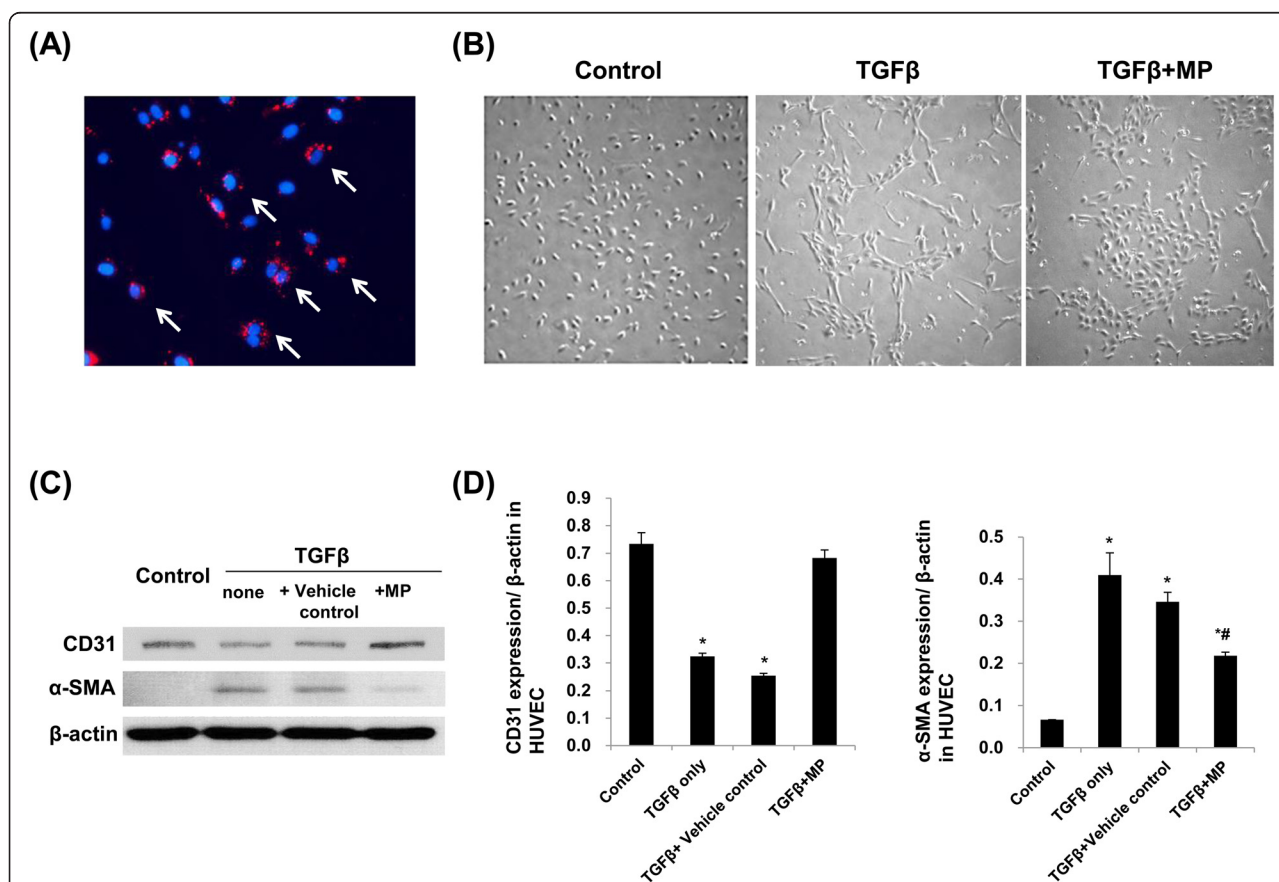 (A)
(B)
Control
TGFβ
TGFβ+MP
(C)
Control
TGFβ
none
+ Vehicle
control
+MP
CD31
α-SMA
β-actin
(D)
CD31 expression/ β-actin in
HUVEC
0.9
0.8
0.7
0.6
0.5
0.4
0.3
0.2
0.1
0.0
*
*
Control
TGFβ only
TGFβ+ Vehicle control
TGFβ+MP
α-SMA expression/ β-actin
in HUVEC
0.5
0.4
0.3
0.2
0.1
0.0
*
*
*#
Control
TGFβ only
TGFβ+Vehicle control
TGFβ+MP